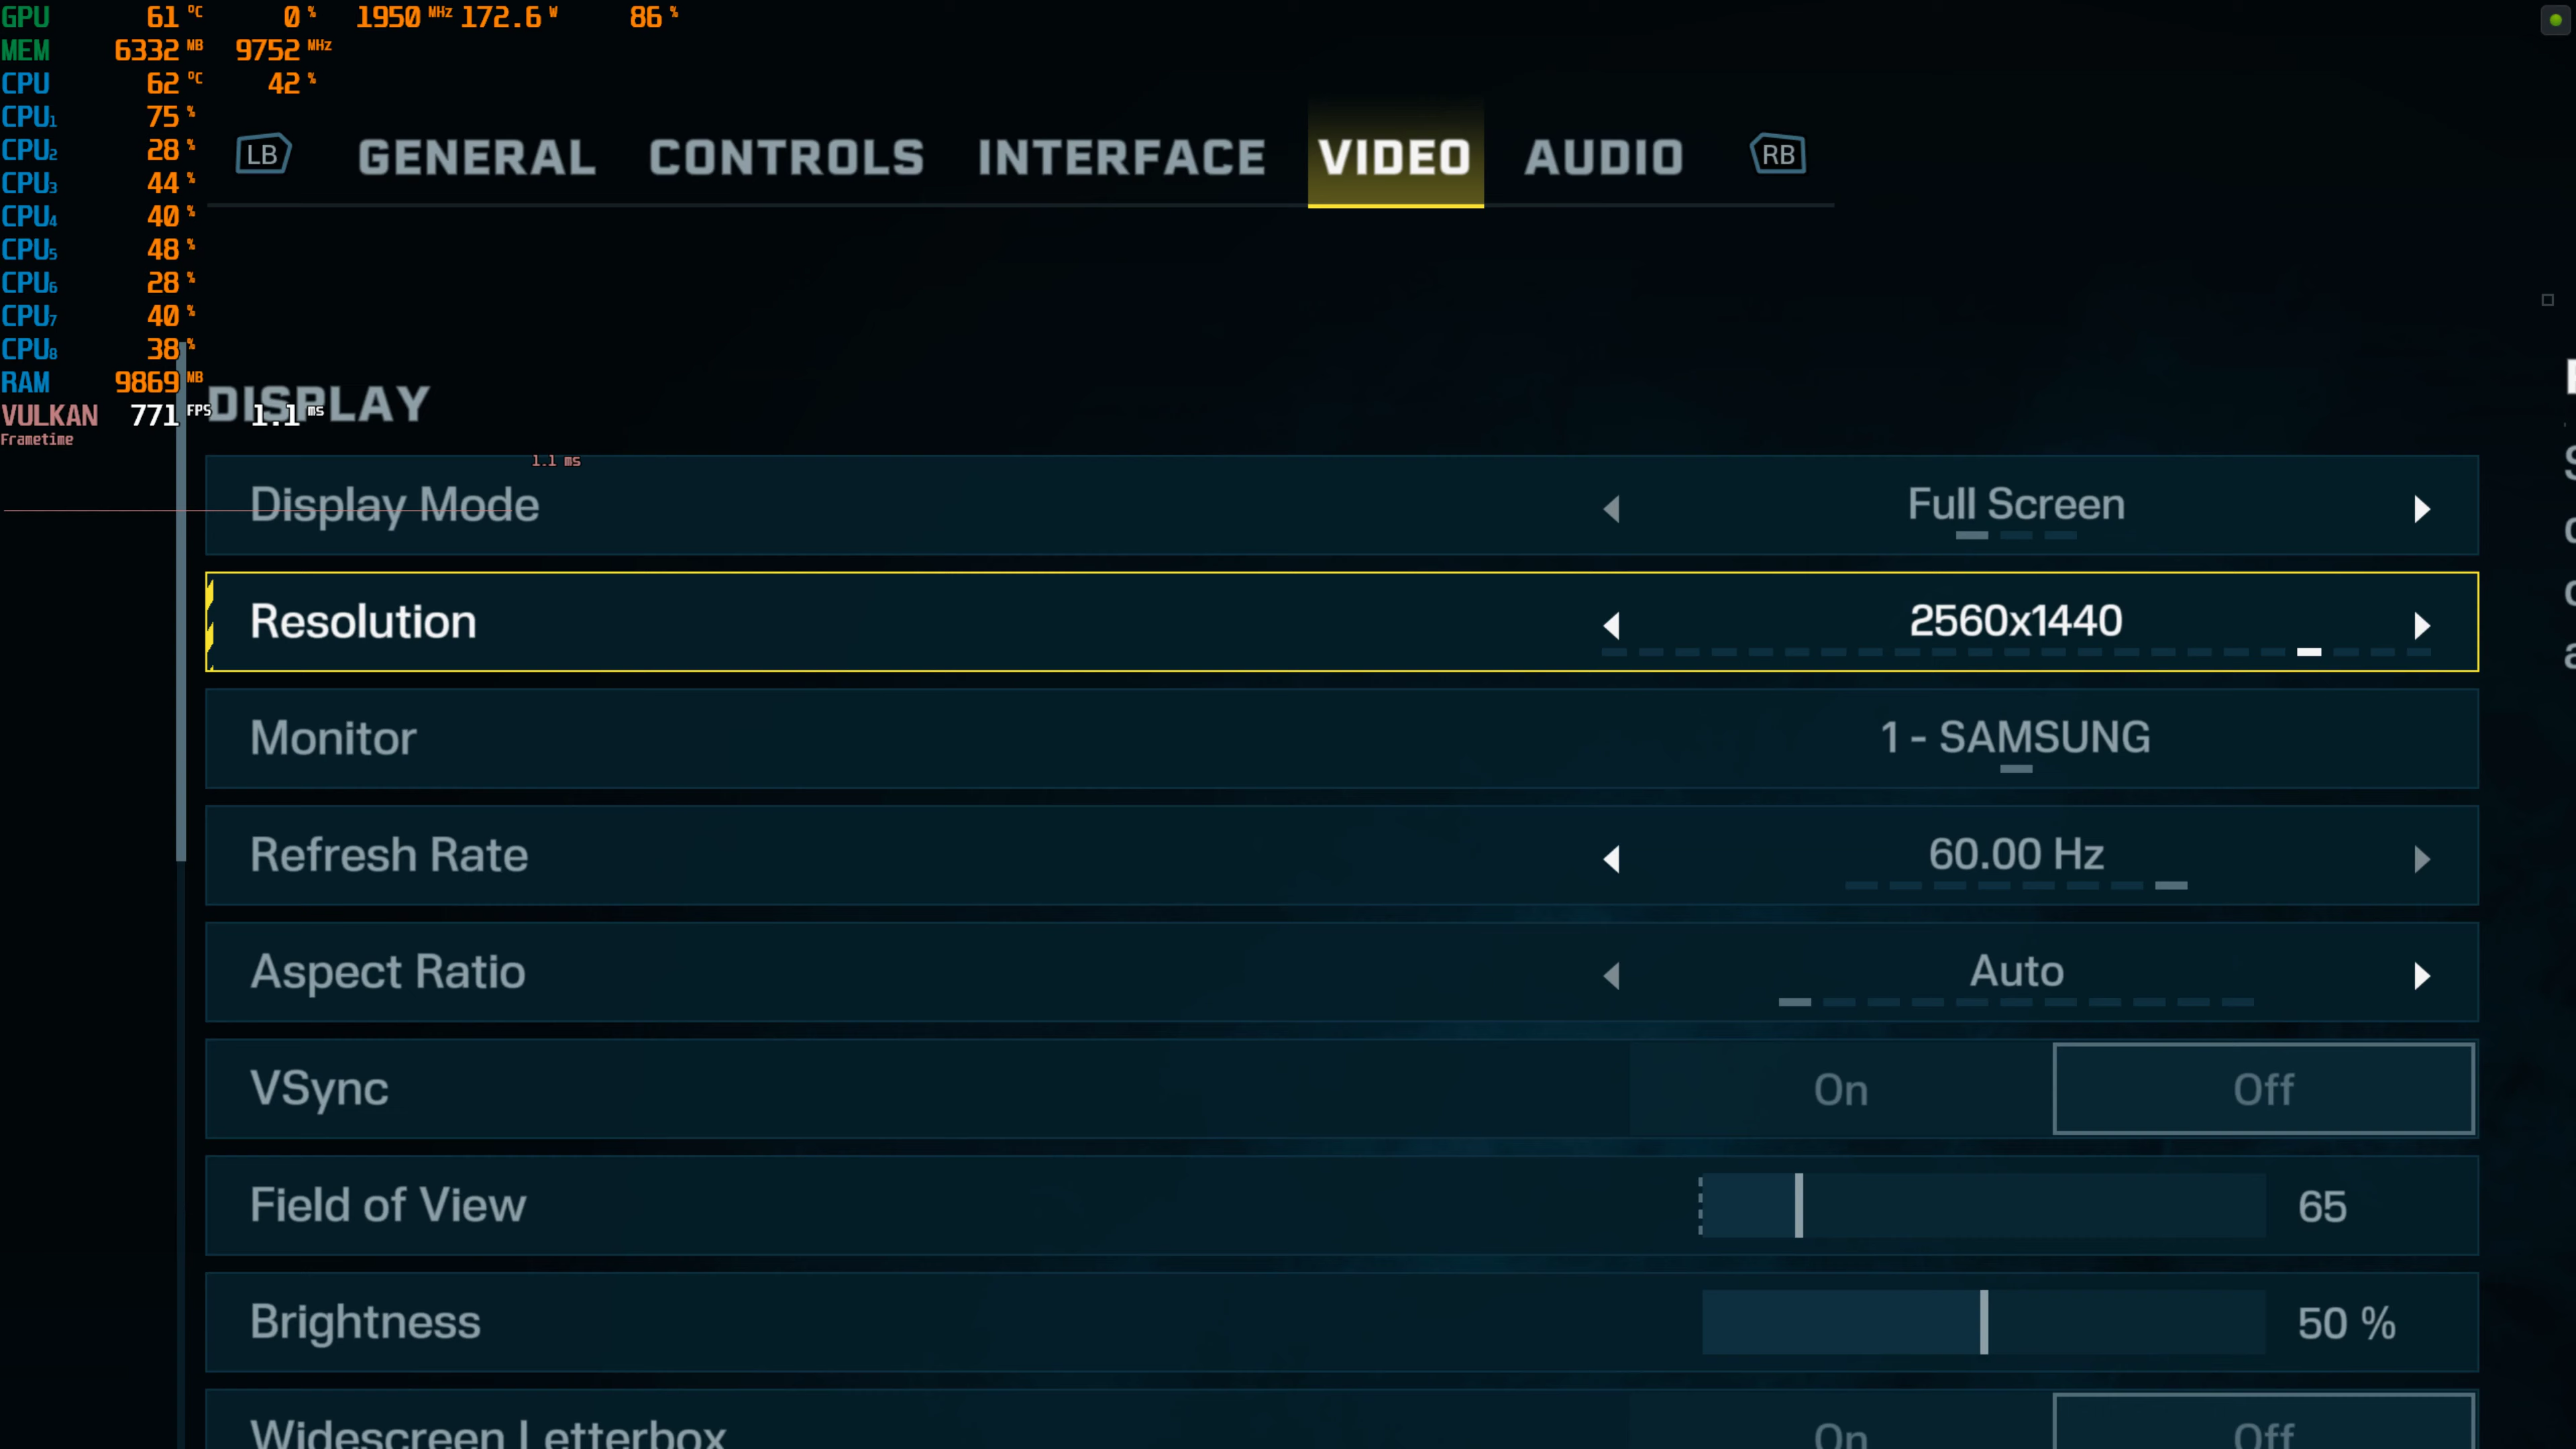 GPU 61 °C 0 % 1950 MHz 172.6 W 86 %
MEM 6332 MB 9752 MHz
CPU 62 °C 42 %
CPU1 75 %
CPU2 28 %
CPU3 44 %
CPU4 40 %
CPU5 48 %
CPU6 28 %
CPU7 40 %
CPU8 38 %
RAM 9869 MB
VULKAN 771 FPS 1.1 ms
Frametime
1.1 ms
LB GENERAL CONTROLS INTERFACE VIDEO AUDIO RB
DISPLAY
Display Mode Full Screen
Resolution 2560x1440
Monitor 1 - SAMSUNG
Refresh Rate 60.00 Hz
Aspect Ratio Auto
VSync On Off
Field of View 65
Brightness 50 %
Widescreen Letterbox On Off